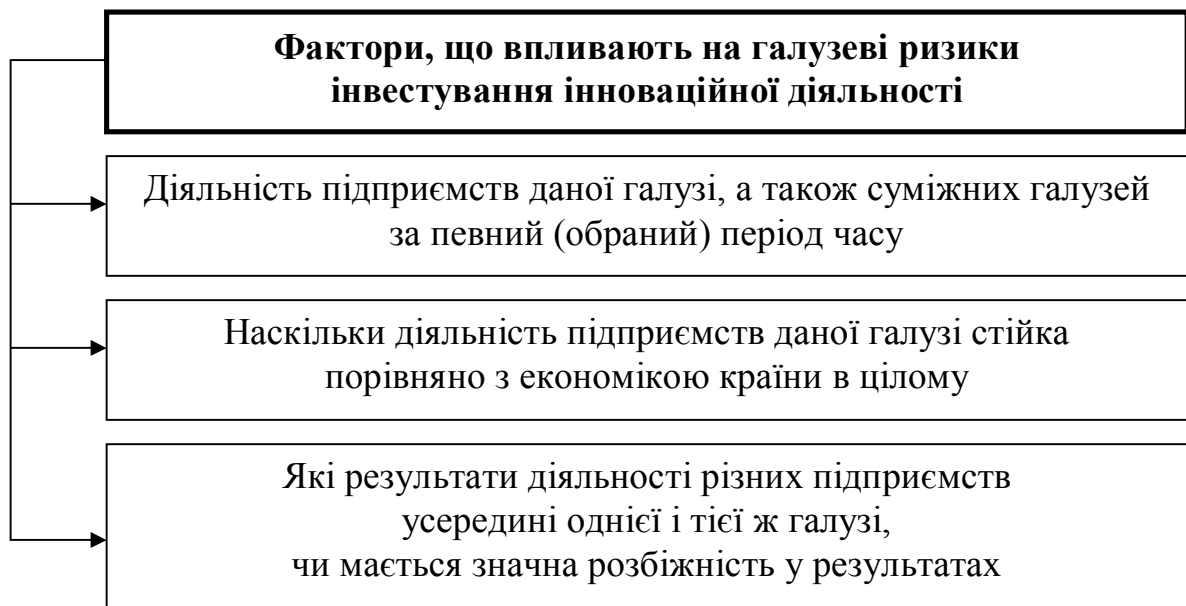 Фактори, що впливають на галузеві ризики
інвестування інноваційної діяльності
Діяльність підприємств даної галузі, а також суміжних галузей
за певний (обраний) період часу
Наскільки діяльність підприємств даної галузі стійка
порівняно з економікою країни в цілому
Які результати діяльності різних підприємств
усередині однієї і тієї ж галузі,
чи мається значна розбіжність у результатах